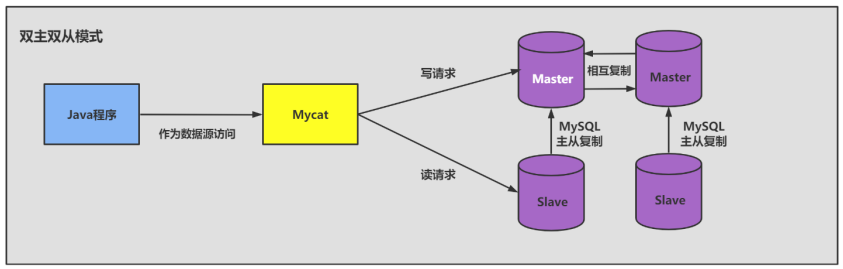 双主双从模式
Java程序
作为数据源访问
Mycat
写请求
读请求
Master
相互复制
Master
MySQL
主从复制
MySQL
主从复制
Slave
Slave